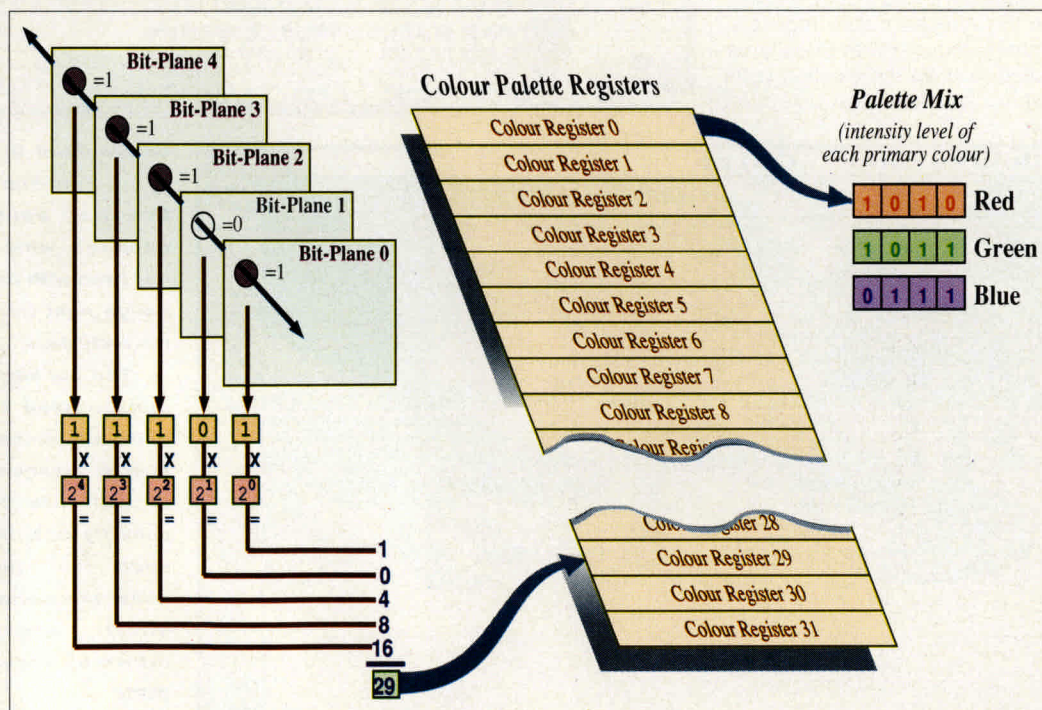 Bit-Plane 4
=1
Bit-Plane 3
=1
Bit-Plane 2
=1
Bit-Plane 1
=0
Bit-Plane 0
=1
1 1 1 0 1
X X X X X
2⁴ 2³ 2² 2¹ 2⁰
= = = = =
1
0
4
8
16
29
Colour Palette Registers
Colour Register 0
Colour Register 1
Colour Register 2
Colour Register 3
Colour Register 4
Colour Register 5
Colour Register 6
Colour Register 7
Colour Register 8
Colour Register 28
Colour Register 29
Colour Register 30
Colour Register 31
Palette Mix
(intensity level of
each primary colour)
1 0 1 0 Red
1 0 1 1 Green
0 1 1 1 Blue